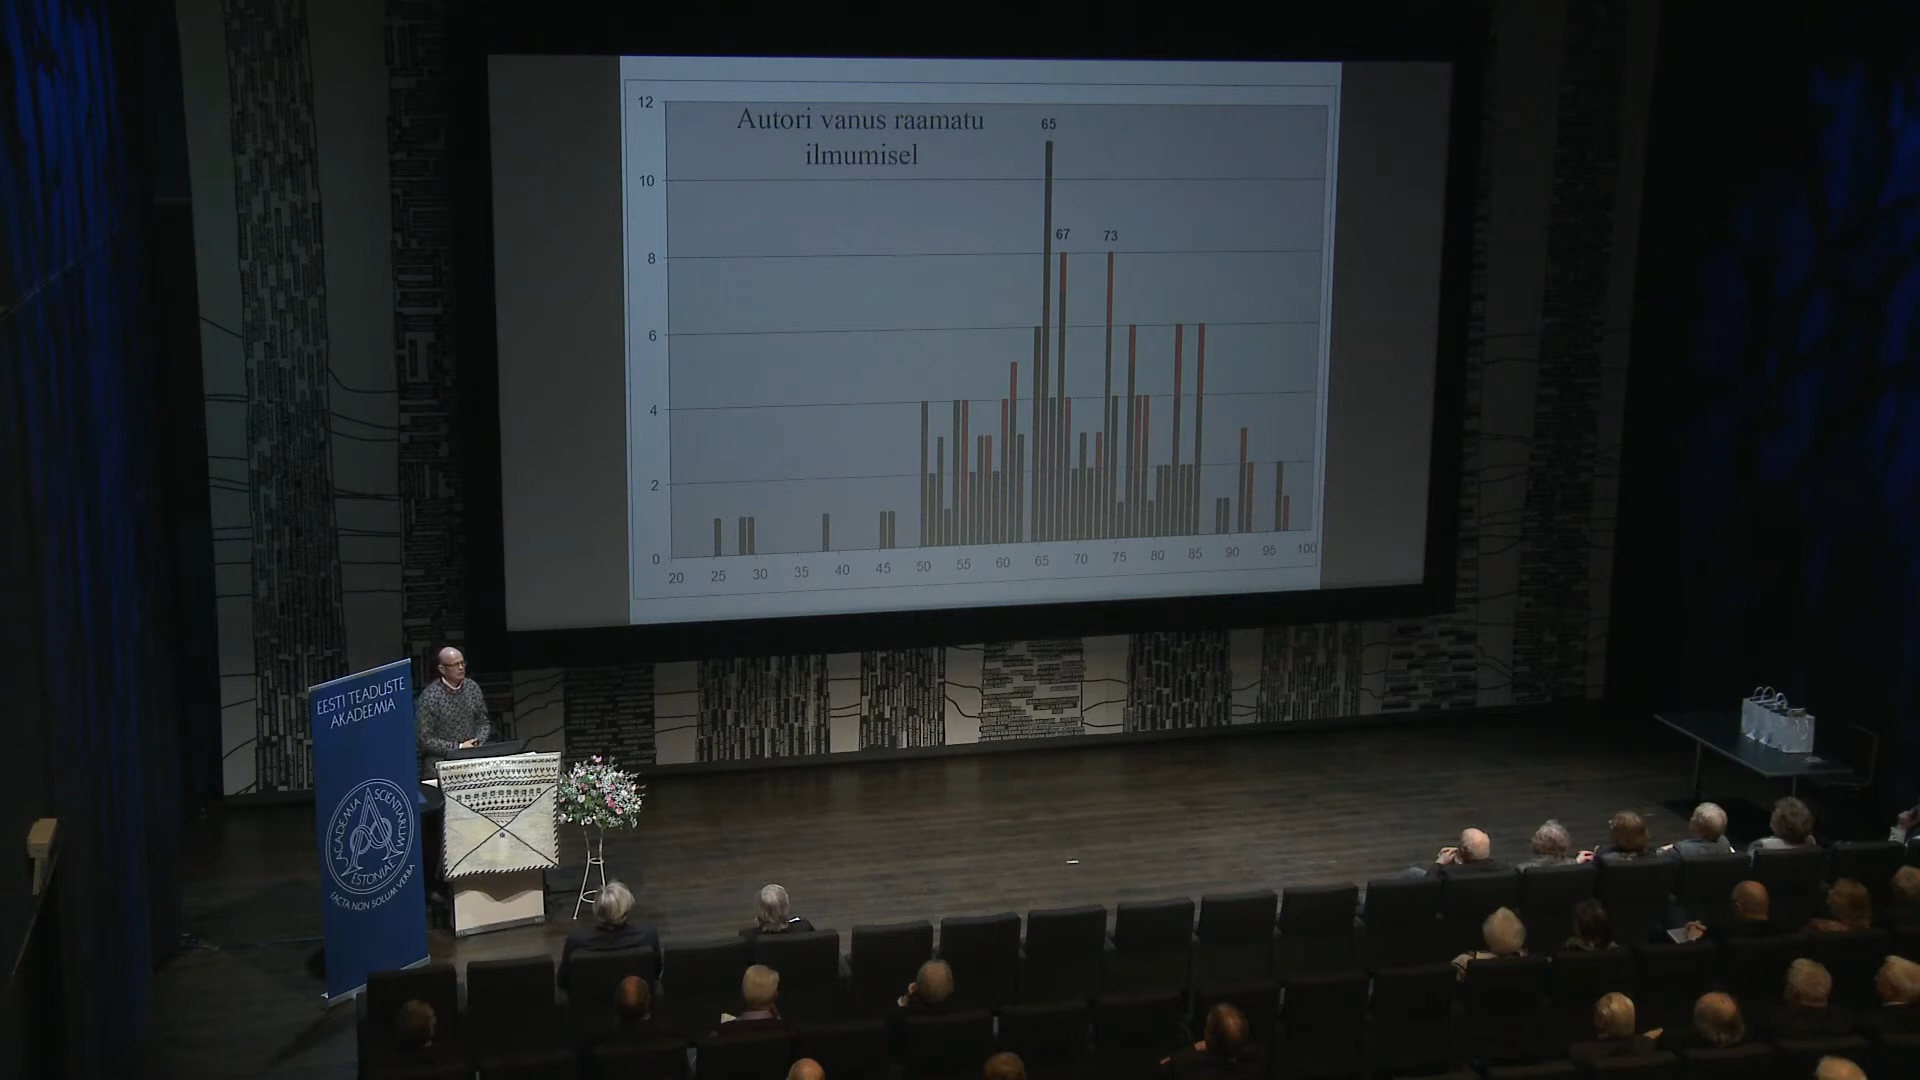 Autori vanus raamatu
ilmumisel
65
67
73
12
10
8
6
4
2
0
20 25 30 35 40 45 50 55 60 65 70 75 80 85 90 95 100
EESTI TEADUSTE
AKADEEMIA
ACADEMIA SCIENTIARUM ESTONIAE
FACTA NON SOLUM VERBA